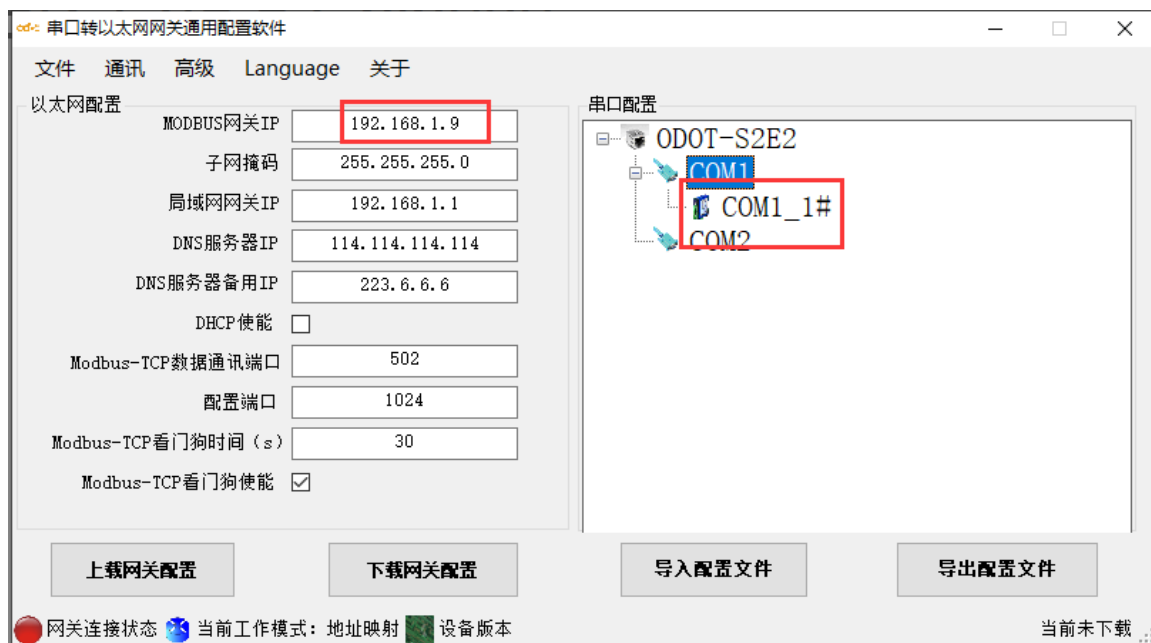 串口转以太网网关通用配置软件
文件 通讯 高级 Language 关于
以太网配置
MODBUS网关IP 192.168.1.9
子网掩码 255.255.255.0
局域网网关IP 192.168.1.1
DNS服务器IP 114.114.114.114
DNS服务器备用IP 223.6.6.6
DHCP使能
Modbus-TCP数据通讯端口 502
配置端口 1024
Modbus-TCP看门狗时间（s） 30
Modbus-TCP看门狗使能
串口配置
ODOT-S2E2
COM1
COM1_1#
COM2
上载网关配置 下载网关配置 导入配置文件 导出配置文件
网关连接状态 当前工作模式：地址映射 设备版本 当前未下载